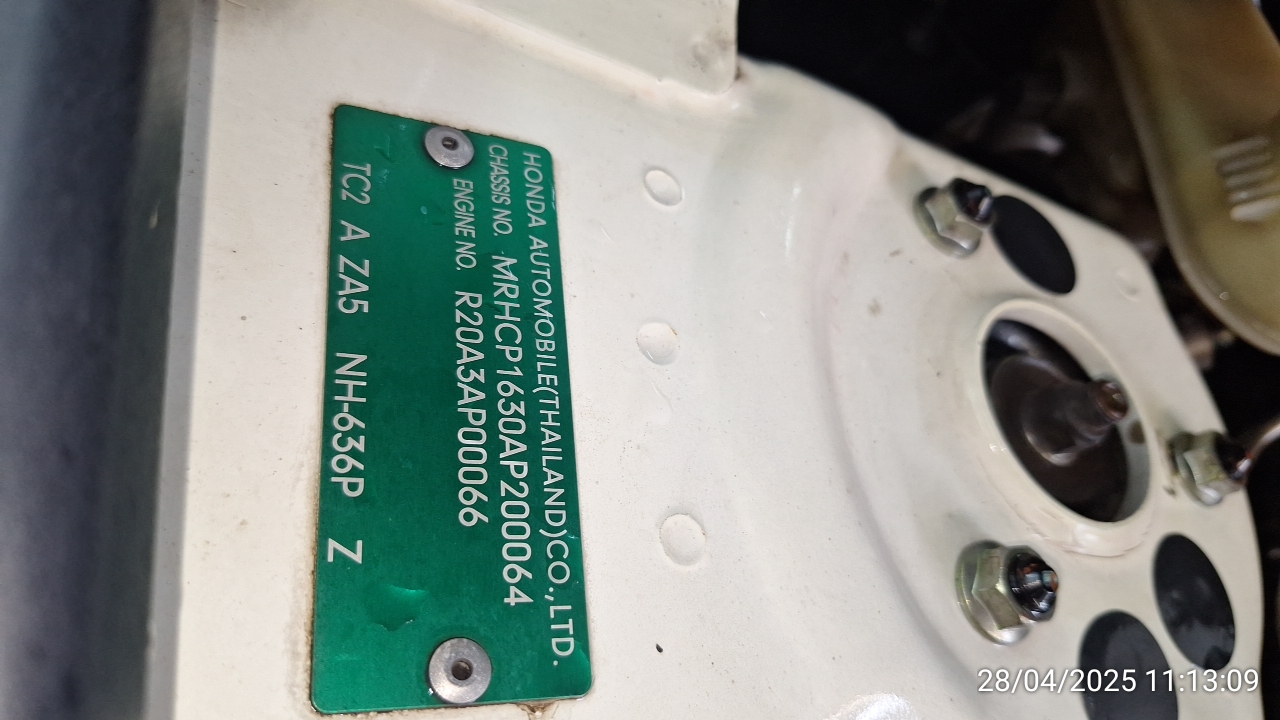 HONDA AUTOMOBILE(THAILAND)CO.,LTD.
CHASSIS NO. MRHCP1630AP200064
ENGINE NO. R20A3AP00066
TC2 A ZA5 NH-636P Z
28/04/2025 11:13:09